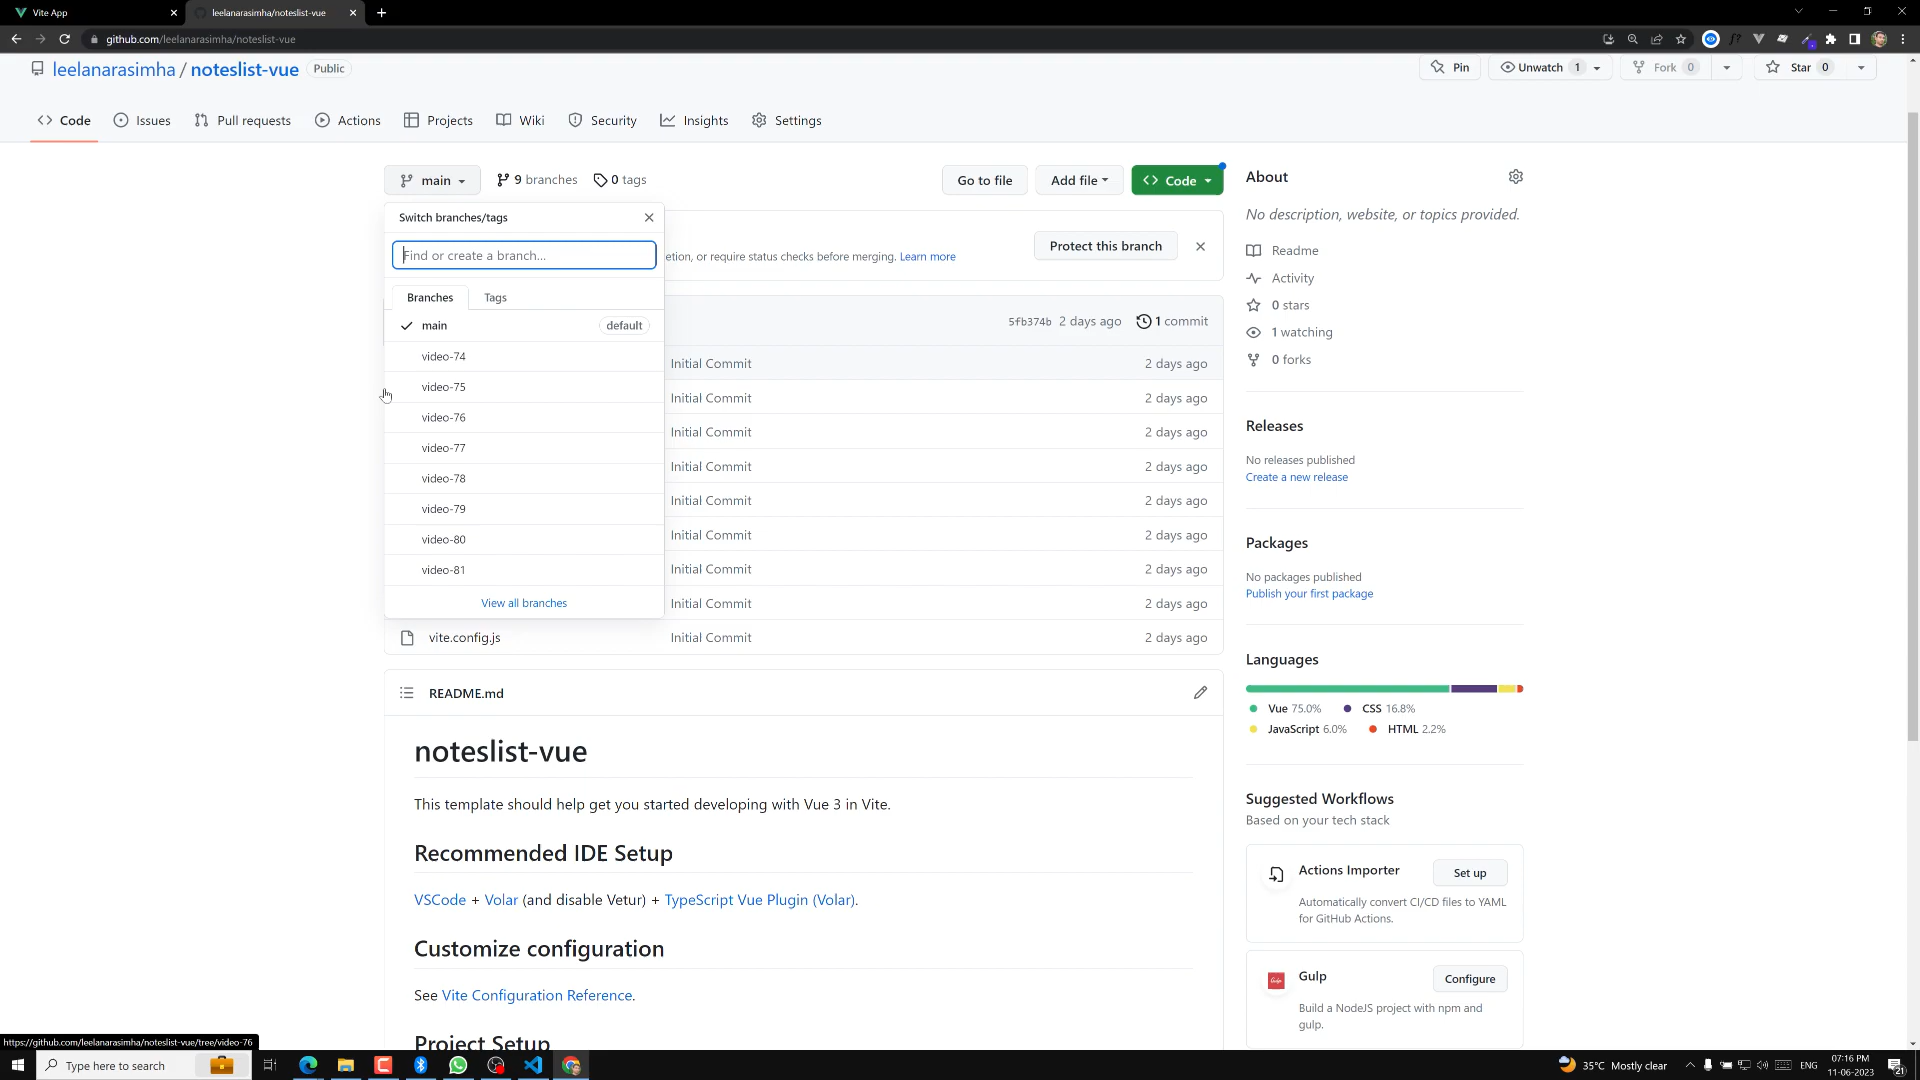 Vite App
leelanarasimha/noteslist-vue
github.com/leelanarasimha/noteslist-vue
leelanarasimha / noteslist-vue Public
Pin
Unwatch 1
Fork 0
Star 0
Code
Issues
Pull requests
Actions
Projects
Wiki
Security
Insights
Settings
main
9 branches
0 tags
Go to file
Add file
Code
Switch branches/tags
Find or create a branch...
Branches
Tags
main default
video-74
video-75
video-76
video-77
video-78
video-79
video-80
video-81
View all branches
etion, or require status checks before merging. Learn more
Protect this branch
5fb374b 2 days ago 1 commit
Initial Commit 2 days ago
Initial Commit 2 days ago
Initial Commit 2 days ago
Initial Commit 2 days ago
Initial Commit 2 days ago
Initial Commit 2 days ago
Initial Commit 2 days ago
Initial Commit 2 days ago
vite.config.js Initial Commit 2 days ago
README.md
noteslist-vue
This template should help get you started developing with Vue 3 in Vite.
Recommended IDE Setup
VSCode + Volar (and disable Vetur) + TypeScript Vue Plugin (Volar).
Customize configuration
See Vite Configuration Reference.
Project Setup
About
No description, website, or topics provided.
Readme
Activity
0 stars
1 watching
0 forks
Releases
No releases published
Create a new release
Packages
No packages published
Publish your first package
Languages
Vue 75.0% CSS 16.8%
JavaScript 6.0% HTML 2.2%
Suggested Workflows
Based on your tech stack
Actions Importer Set up
Automatically convert CI/CD files to YAML
for GitHub Actions.
Gulp Configure
Build a NodeJS project with npm and
gulp.
https://github.com/leelanarasimha/noteslist-vue/tree/video-76
Type here to search
35°C Mostly clear
ENG
07:16 PM
11-06-2023
21